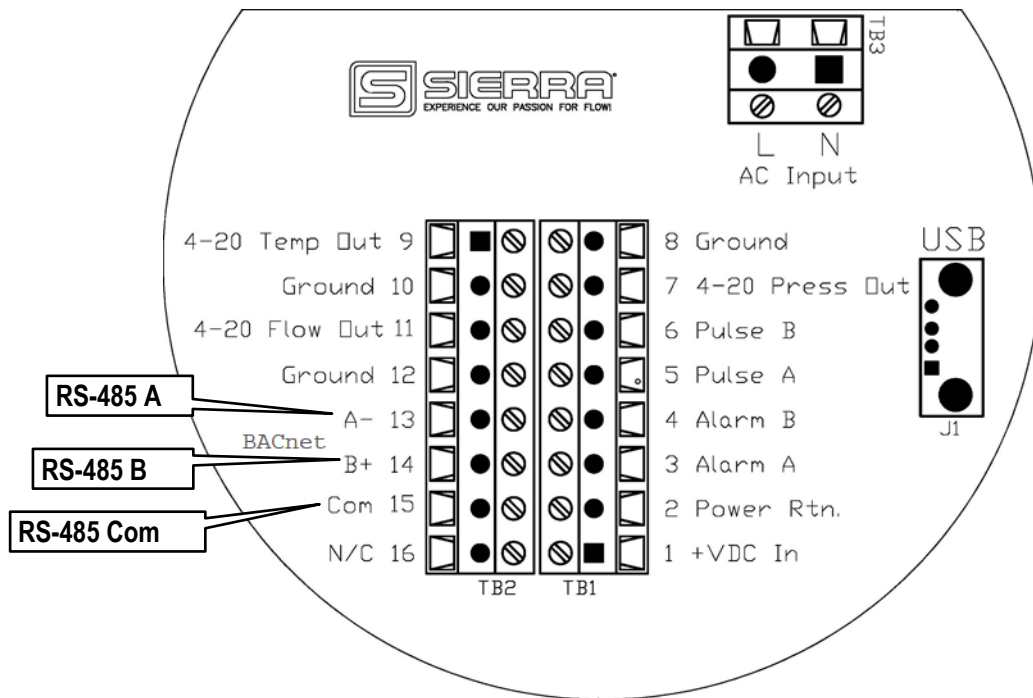 SIERRA
EXPERIENCE OUR PASSION FOR FLOW!
TB3
L N
AC Input
4-20 Temp Out 9
Ground 10
4-20 Flow Out 11
Ground 12
A- 13
BACnet
B+ 14
Com 15
N/C 16
TB2
RS-485 A
RS-485 B
RS-485 Com
8 Ground
7 4-20 Press Out
6 Pulse B
5 Pulse A
4 Alarm B
3 Alarm A
2 Power Rtn.
1 +VDC In
TB1
USB
J1